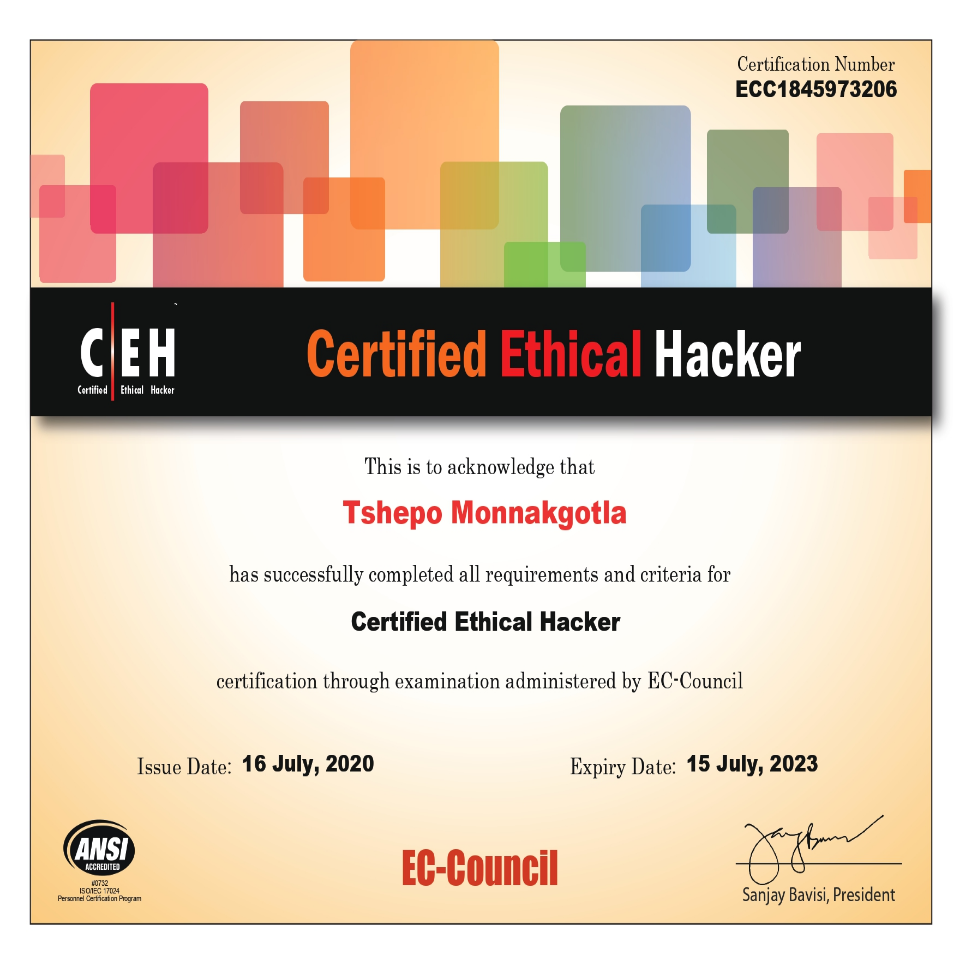 Certification Number
ECC1845973206
C EH
Certified Ethical Hacker
Certified Ethical Hacker
This is to acknowledge that
Tshepo Monnakgotla
has successfully completed all requirements and criteria for
Certified Ethical Hacker
certification through examination administered by EC-Council
Issue Date: 16 July, 2020
Expiry Date: 15 July, 2023
ANSI
ACCREDITED
#0732
ISO/IEC 17024
Personnel Certification Program
EC-Council
Sanjay Bavisi, President